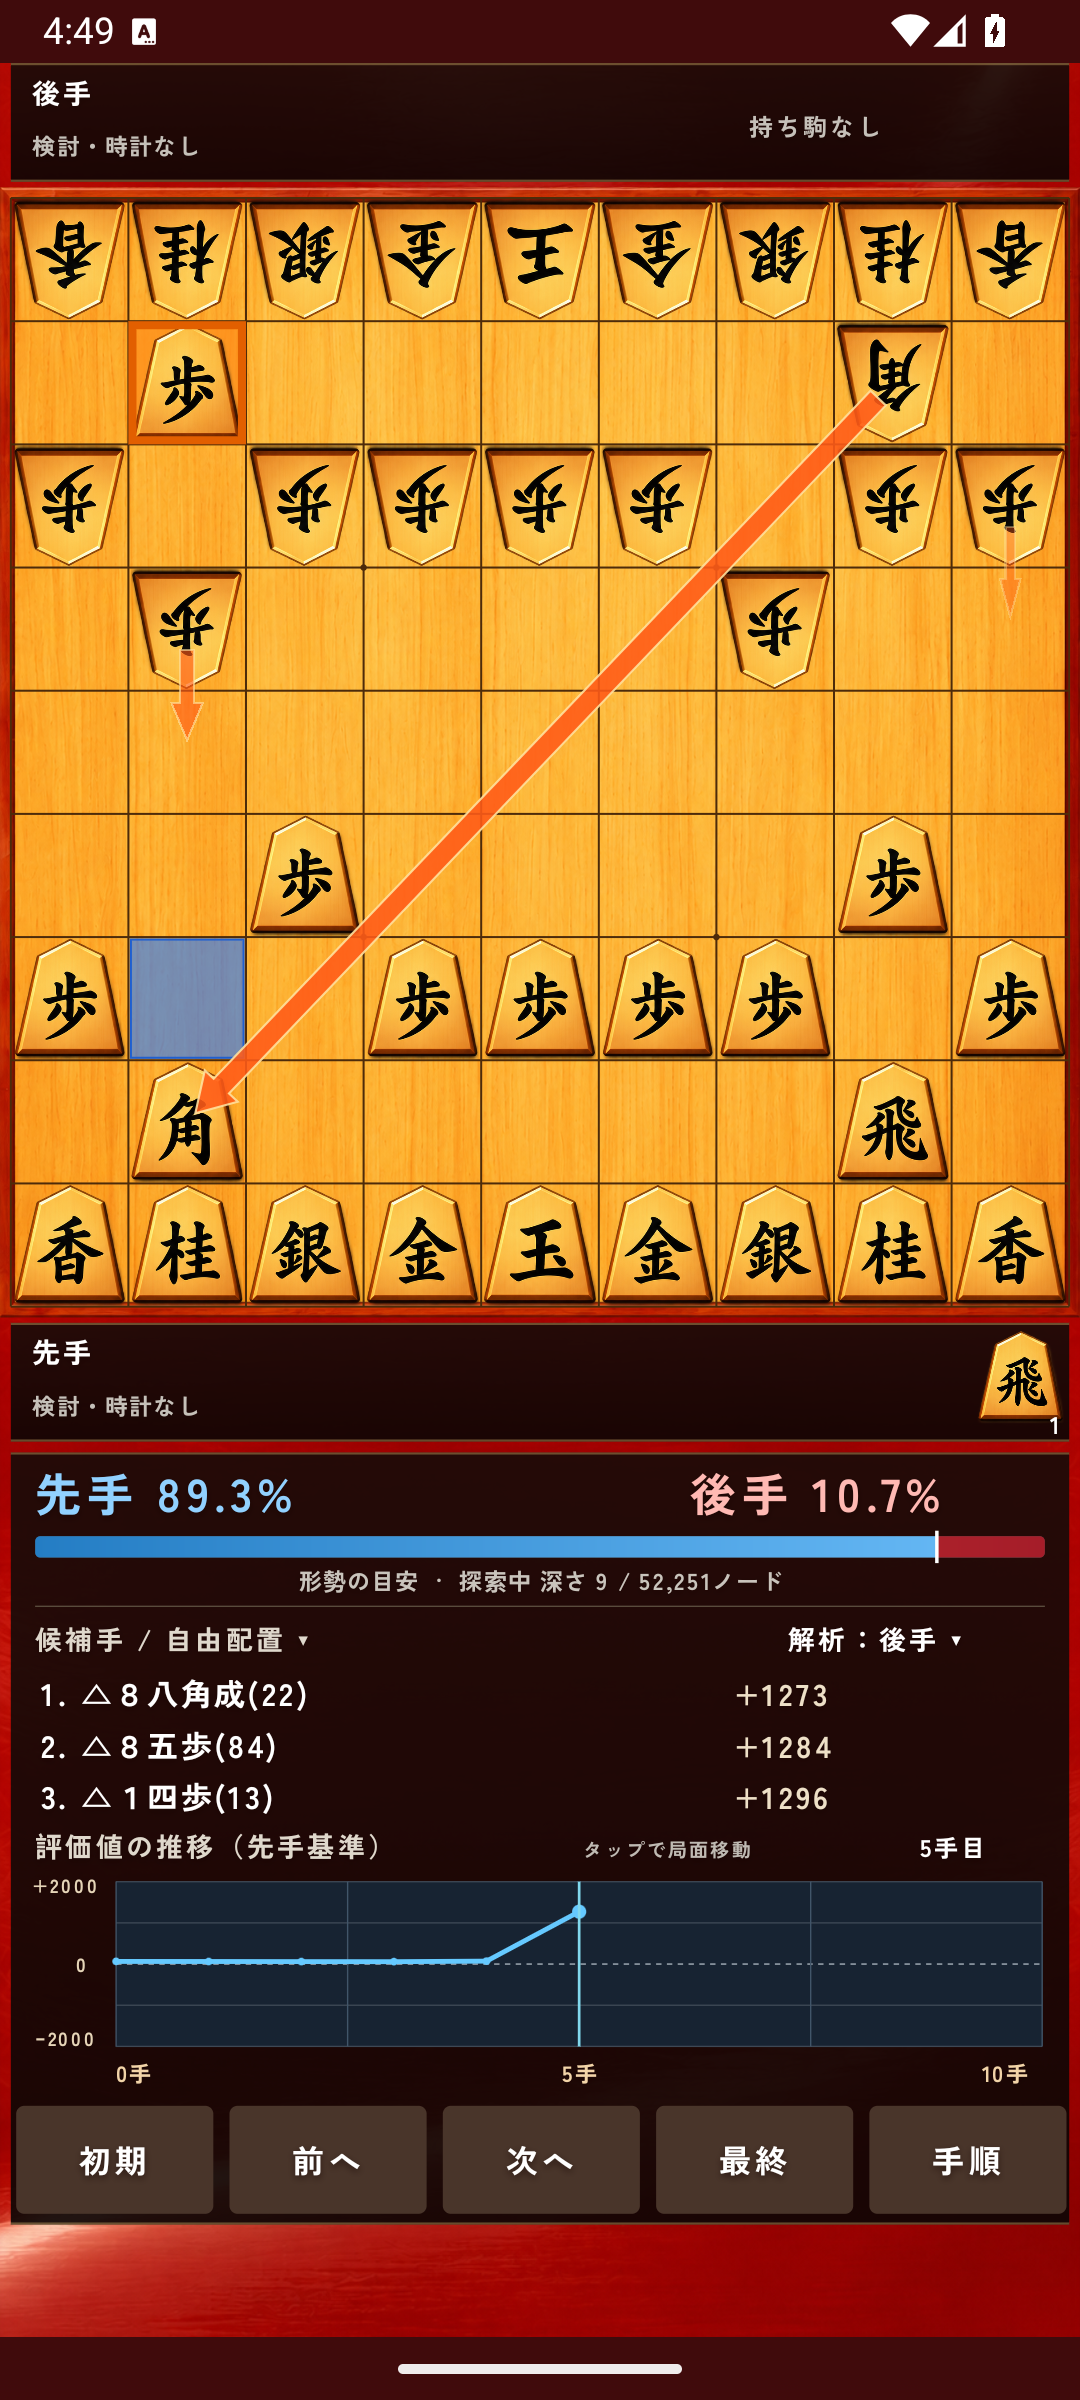 4:49 A
後手
検討・時計なし
持ち駒なし
香 桂 銀 金 王 金 銀 桂 香
歩 角
歩 歩 歩 歩 歩 歩 歩
歩 歩
歩 歩
歩 歩 歩 歩 歩 歩
角 飛
香 桂 銀 金 玉 金 銀 桂 香
先手
検討・時計なし
飛
1
先手 89.3% 後手 10.7%
形勢の目安 · 探索中 深さ 9 / 52,251ノード
候補手 / 自由配置 ▾ 解析：後手 ▾
1. △８八角成(22) +1273
2. △８五歩(84) +1284
3. △１四歩(13) +1296
評価値の推移（先手基準） タップで局面移動 5手目
+2000
0
-2000
0手 5手 10手
初期 前へ 次へ 最終 手順